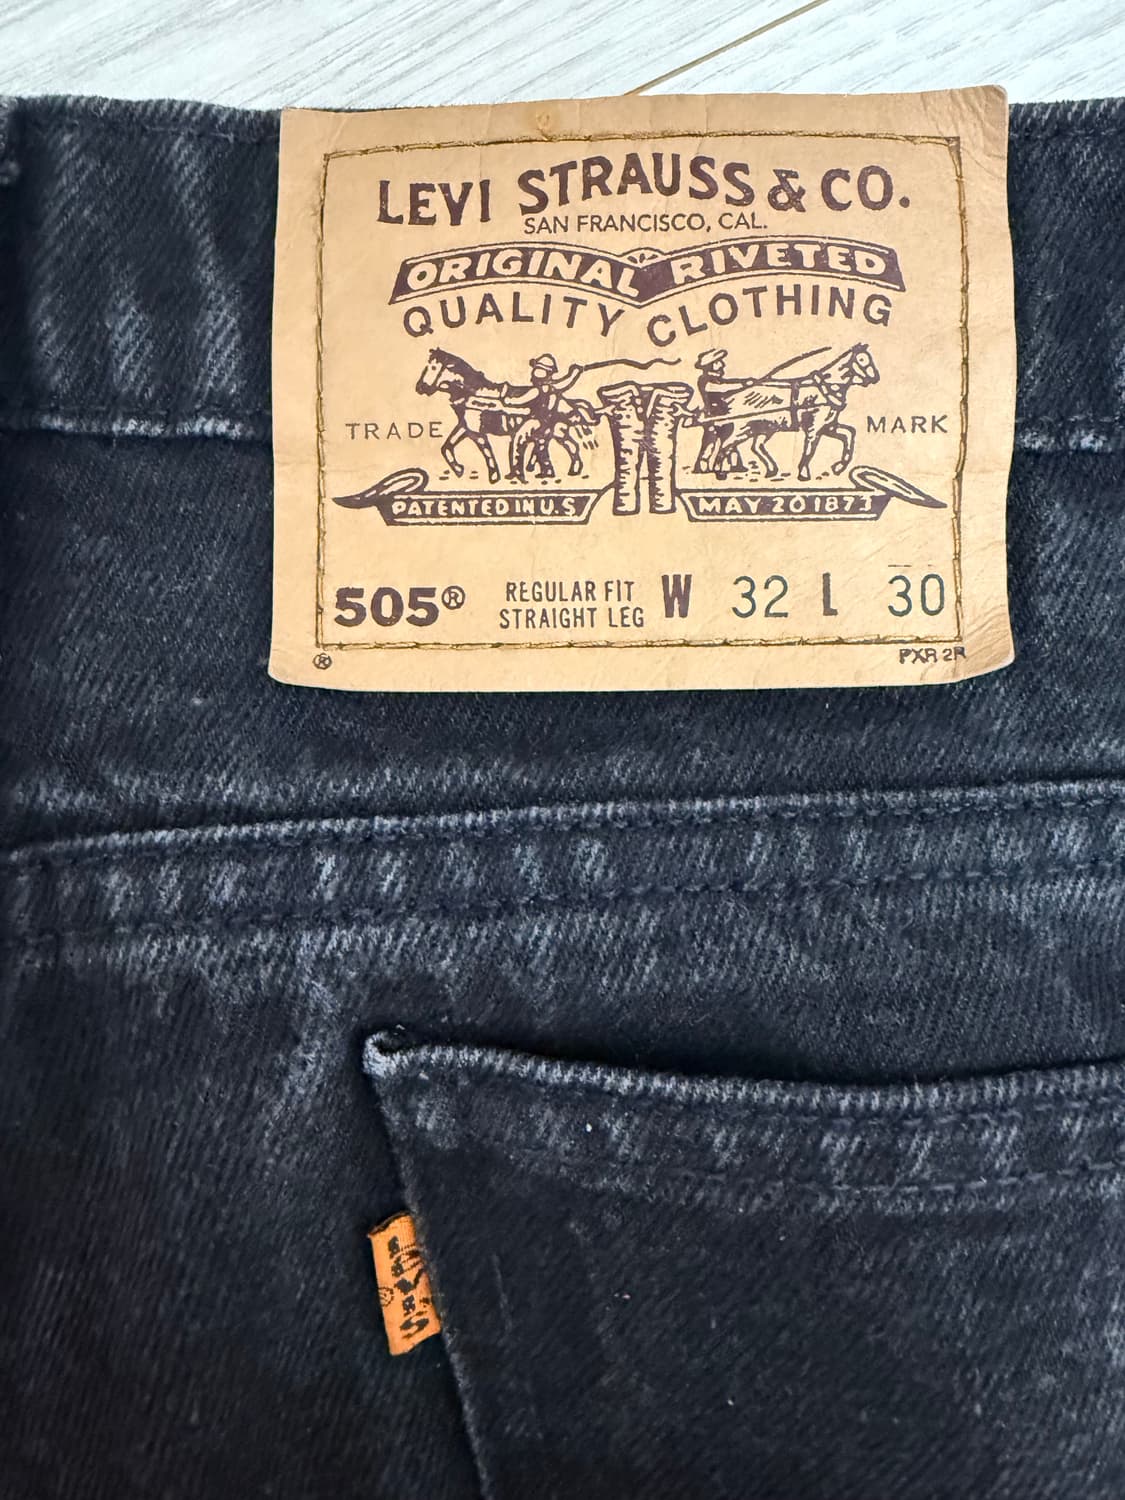 LEVI STRAUSS & CO.
SAN FRANCISCO, CAL.
ORIGINAL RIVETED
QUALITY CLOTHING
TRADE MARK
PATENTED IN U.S MAY 20 1873
505® REGULAR FIT W 32 L 30
STRAIGHT LEG
® PXR 2R
Levi's
®